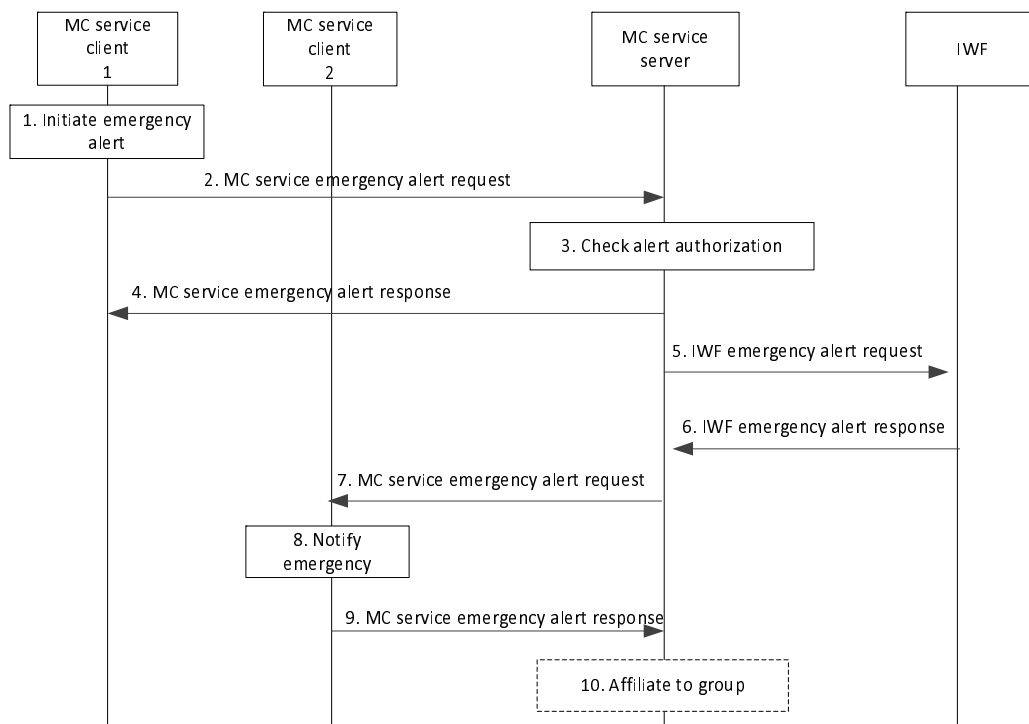 MC service
client
1
MC service
client
2
MC service
server
IWF
1. Initiate emergency
alert
2. MC service emergency alert request
3. Check alert authorization
4. MC service emergency alert response
5. IWF emergency alert request
6. IWF emergency alert response
7. MC service emergency alert request
8. Notify
emergency
9. MC service emergency alert response
10. Affiliate to group